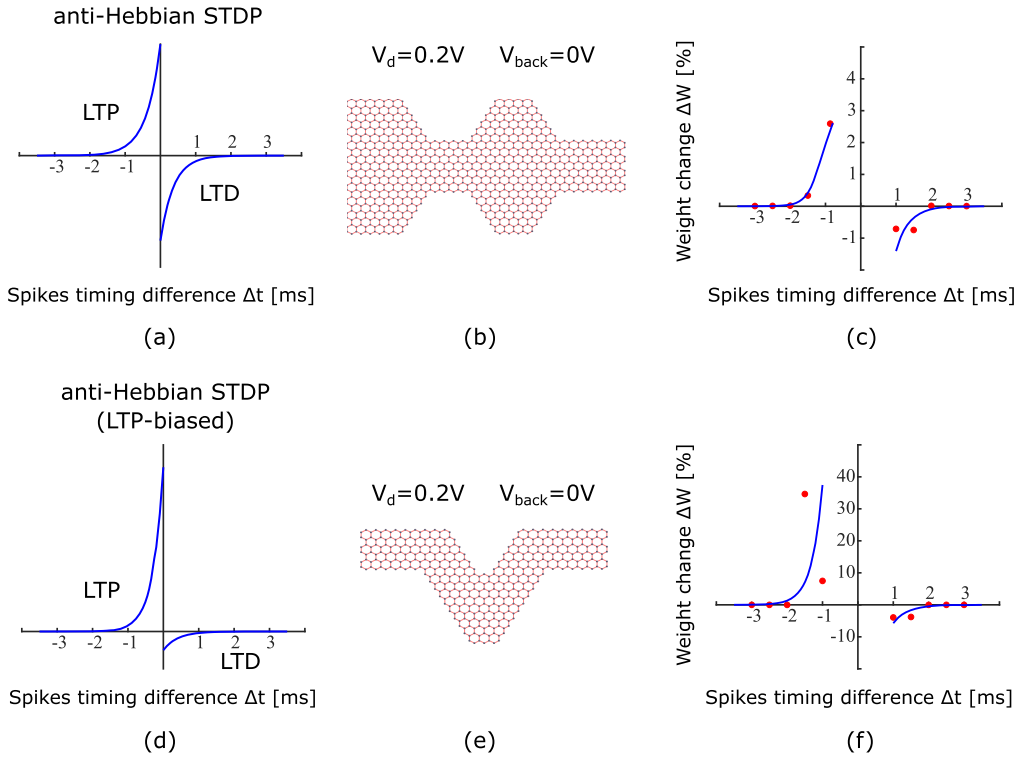 anti-Hebbian STDP
LTP
1 2 3
-3 -2 -1
LTD
Spikes timing difference Δt [ms]
(a)
Vd=0.2V Vback=0V
(b)
Weight change ΔW [%]
4
3
2
1
1 2 3
-3 -2 -1
-1
Spikes timing difference Δt [ms]
(c)
anti-Hebbian STDP
(LTP-biased)
LTP
-3 -2 -1
1 2 3
LTD
Spikes timing difference Δt [ms]
(d)
Vd=0.2V Vback=0V
(e)
Weight change ΔW [%]
40
30
20
10
1 2 3
-3 -2 -1
-10
Spikes timing difference Δt [ms]
(f)